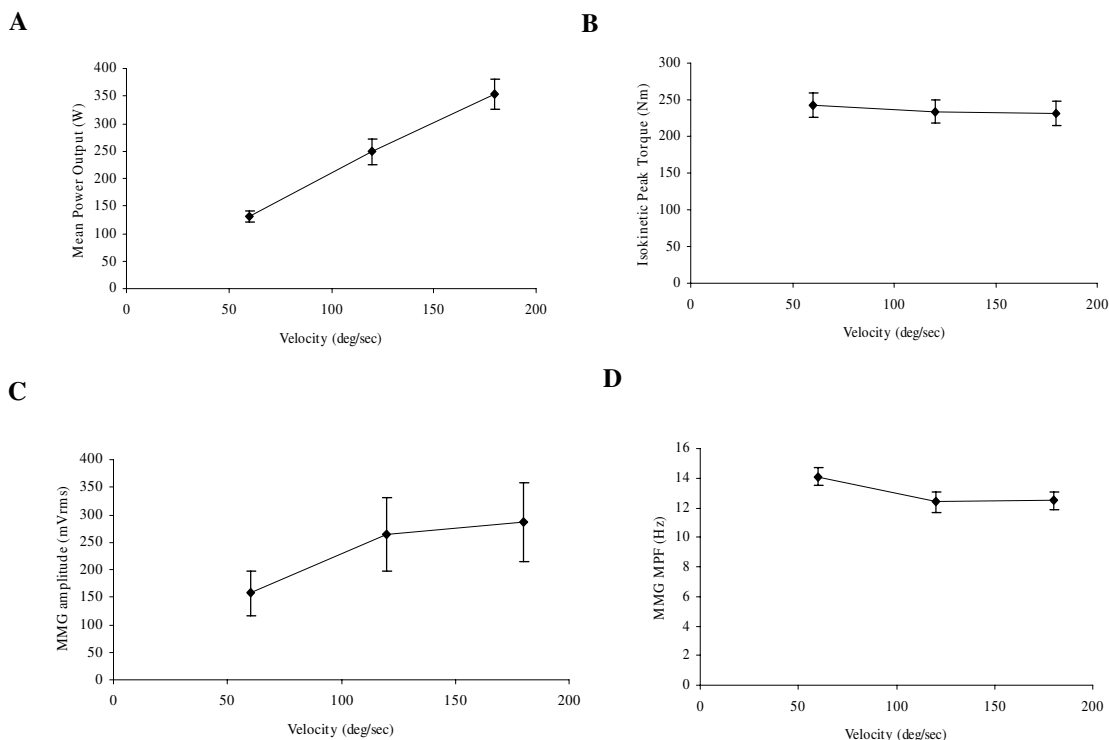 A
Mean Power Output (W)
400
350
300
250
200
150
100
50
0
0 50 100 150 200
Velocity (deg/sec)
B
Isokinetic Peak Torque (Nm)
300
250
200
150
100
50
0
0 50 100 150 200
Velocity (deg/sec)
C
MMG amplitude (mVrms)
400
350
300
250
200
150
100
50
0
0 50 100 150 200
Velocity (deg/sec)
D
MMG MPF (Hz)
16
14
12
10
8
6
4
2
0
0 50 100 150 200
Velocity (deg/sec)